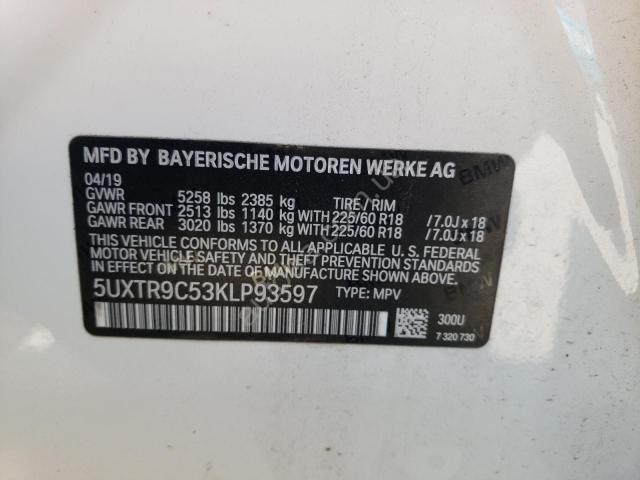 MFD BY BAYERISCHE MOTOREN WERKE AG
04/19
GVWR 5258 lbs 2385 kg TIRE/RIM
GAWR FRONT 2513 lbs 1140 kg WITH 225/60 R18 /7.0J x 18
GAWR REAR 3020 lbs 1370 kg WITH 225/60 R18 /7.0J x 18
THIS VEHICLE CONFORMS TO ALL APPLICABLE U. S. FEDERAL
MOTOR VEHICLE SAFETY AND THEFT PREVENTION STANDARDS
IN EFFECT ON THE DATE OF MANUFACTURE SHOWN ABOVE.
5UXTR9C53KLP93597 TYPE: MPV
300U
7 320 730
BMW